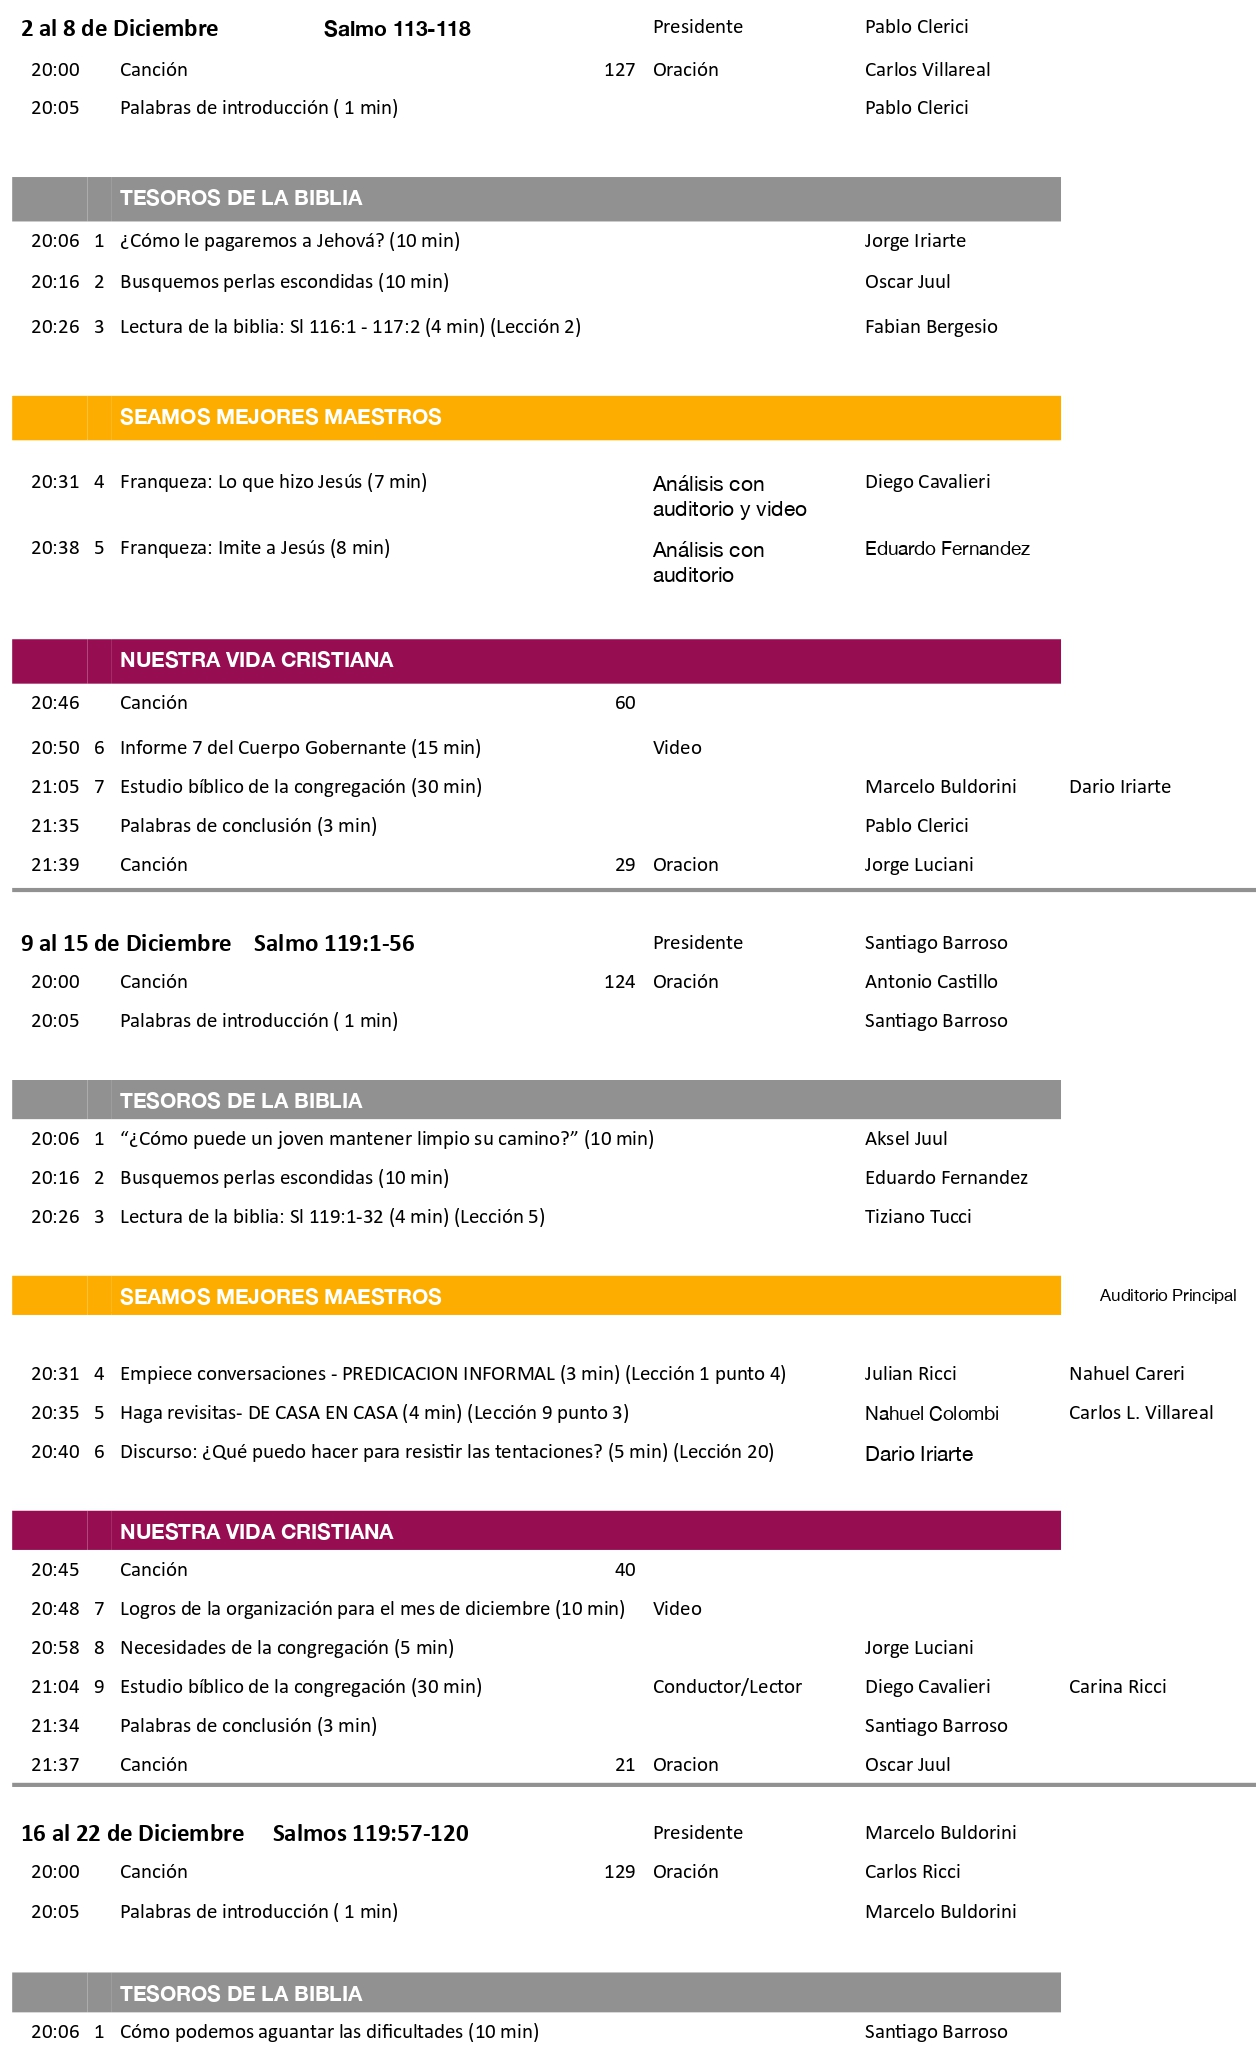 2 al 8 de Diciembre Salmo 113-118 Presidente Pablo Clerici
20:00 Canción 127 Oración Carlos Villareal
20:05 Palabras de introducción ( 1 min) Pablo Clerici
TESOROS DE LA BIBLIA
20:06 1 ¿Cómo le pagaremos a Jehová? (10 min) Jorge Iriarte
20:16 2 Busquemos perlas escondidas (10 min) Oscar Juul
20:26 3 Lectura de la biblia: Sl 116:1 - 117:2 (4 min) (Lección 2) Fabian Bergesio
SEAMOS MEJORES MAESTROS
20:31 4 Franqueza: Lo que hizo Jesús (7 min) Análisis con auditorio y video Diego Cavalieri
20:38 5 Franqueza: Imite a Jesús (8 min) Análisis con auditorio Eduardo Fernandez
NUESTRA VIDA CRISTIANA
20:46 Canción 60
20:50 6 Informe 7 del Cuerpo Gobernante (15 min) Video
21:05 7 Estudio bíblico de la congregación (30 min) Marcelo Buldorini Dario Iriarte
21:35 Palabras de conclusión (3 min) Pablo Clerici
21:39 Canción 29 Oracion Jorge Luciani
9 al 15 de Diciembre Salmo 119:1-56 Presidente Santiago Barroso
20:00 Canción 124 Oración Antonio Castillo
20:05 Palabras de introducción ( 1 min) Santiago Barroso
TESOROS DE LA BIBLIA
20:06 1 “¿Cómo puede un joven mantener limpio su camino?” (10 min) Aksel Juul
20:16 2 Busquemos perlas escondidas (10 min) Eduardo Fernandez
20:26 3 Lectura de la biblia: Sl 119:1-32 (4 min) (Lección 5) Tiziano Tucci
SEAMOS MEJORES MAESTROS Auditorio Principal
20:31 4 Empiece conversaciones - PREDICACION INFORMAL (3 min) (Lección 1 punto 4) Julian Ricci Nahuel Careri
20:35 5 Haga revisitas- DE CASA EN CASA (4 min) (Lección 9 punto 3) Nahuel Colombi Carlos L. Villareal
20:40 6 Discurso: ¿Qué puedo hacer para resistir las tentaciones? (5 min) (Lección 20) Dario Iriarte
NUESTRA VIDA CRISTIANA
20:45 Canción 40
20:48 7 Logros de la organización para el mes de diciembre (10 min) Video
20:58 8 Necesidades de la congregación (5 min) Jorge Luciani
21:04 9 Estudio bíblico de la congregación (30 min) Conductor/Lector Diego Cavalieri Carina Ricci
21:34 Palabras de conclusión (3 min) Santiago Barroso
21:37 Canción 21 Oracion Oscar Juul
16 al 22 de Diciembre Salmos 119:57-120 Presidente Marcelo Buldorini
20:00 Canción 129 Oración Carlos Ricci
20:05 Palabras de introducción ( 1 min) Marcelo Buldorini
TESOROS DE LA BIBLIA
20:06 1 Cómo podemos aguantar las dificultades (10 min) Santiago Barroso